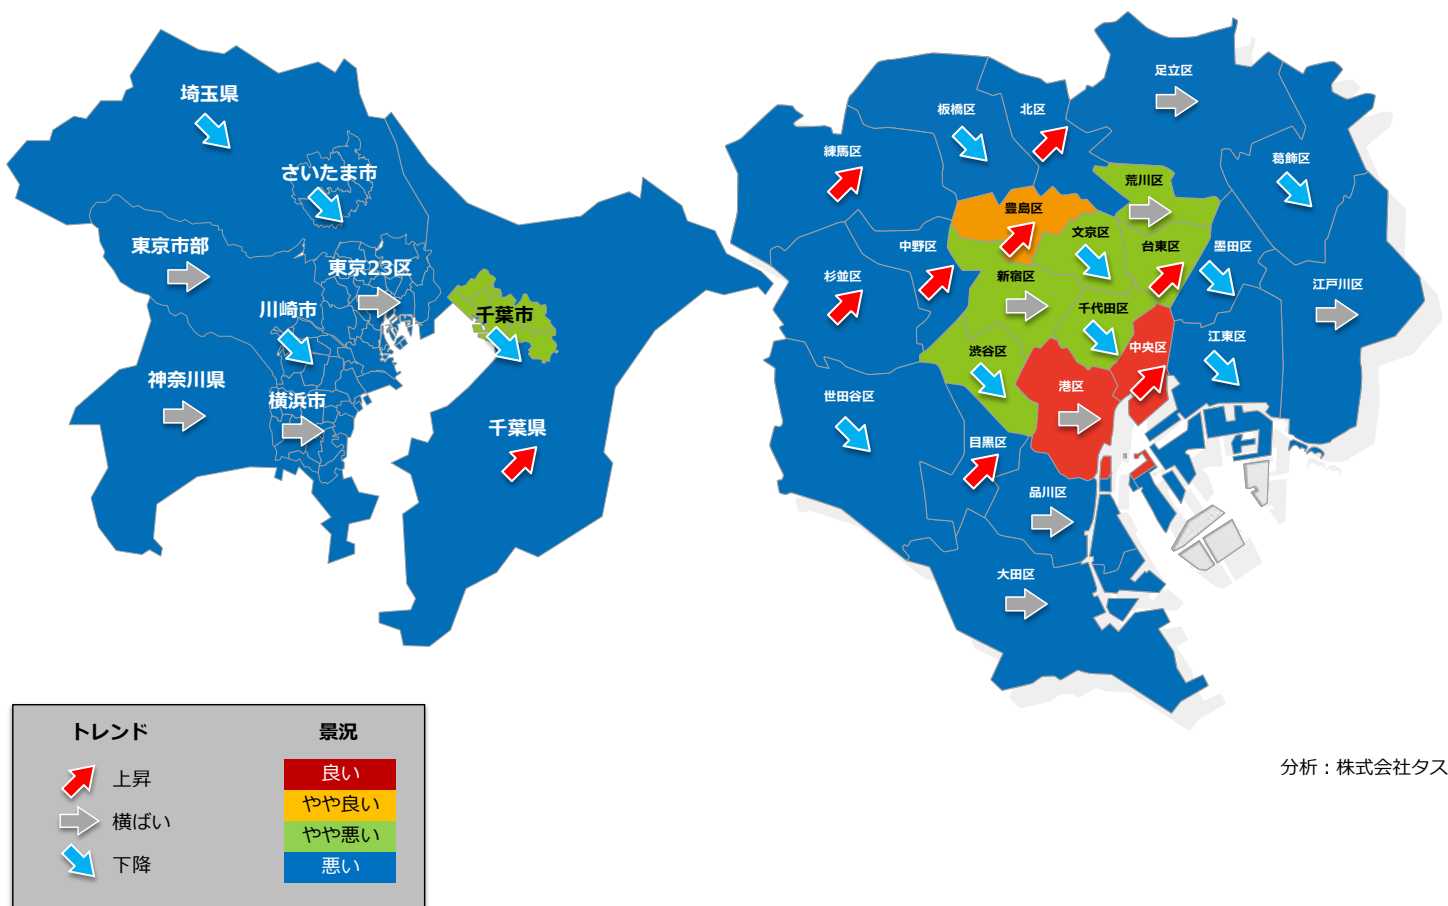 埼玉県
さいたま市
東京市部
東京23区
川崎市
千葉市
神奈川県
横浜市
千葉県
足立区
板橋区
北区
練馬区
葛飾区
荒川区
豊島区
文京区
中野区
台東区
墨田区
杉並区
新宿区
江戸川区
千代田区
江東区
渋谷区
中央区
港区
世田谷区
目黒区
品川区
大田区
トレンド
景況
上昇
横ばい
下降
良い
やや良い
やや悪い
悪い
分析：株式会社タス